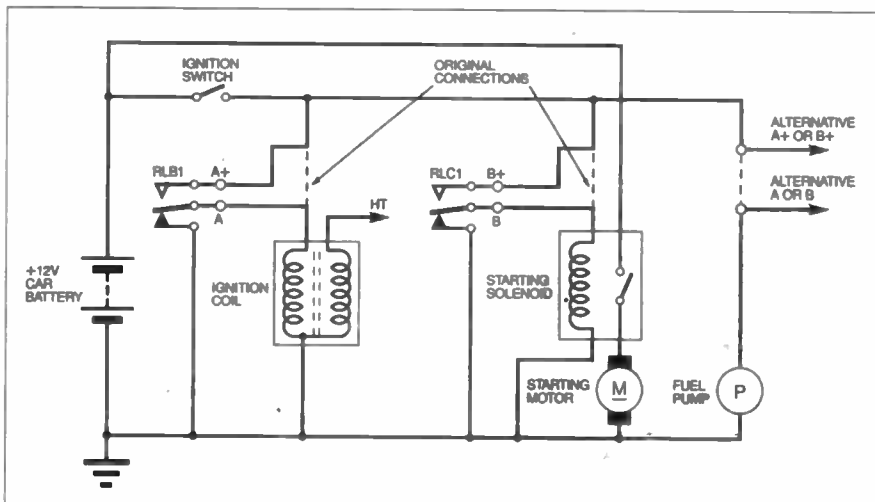 IGNITION
SWITCH
ORIGINAL
CONNECTIONS
ALTERNATIVE
A+ OR B+
RLB1
A+
RLC1
B+
HT
ALTERNATIVE
A OR B
A
B
+12V
CAR
BATTERY
IGNITION
COIL
STARTING
SOLENOID
STARTING
MOTOR
M
FUEL
PUMP
P